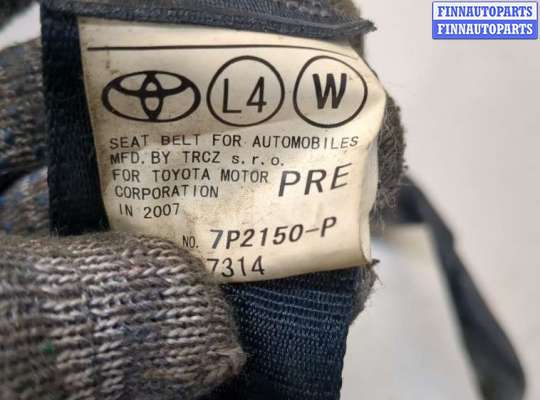 FINNAUTOPARTS
FINNAUTOPARTS
L4 W
SEAT BELT FOR AUTOMOBILES
MFD. BY TRCZ s.r.o.
FOR TOYOTA MOTOR
CORPORATION PRE
IN 2007
NO. 7P2150-P
7314